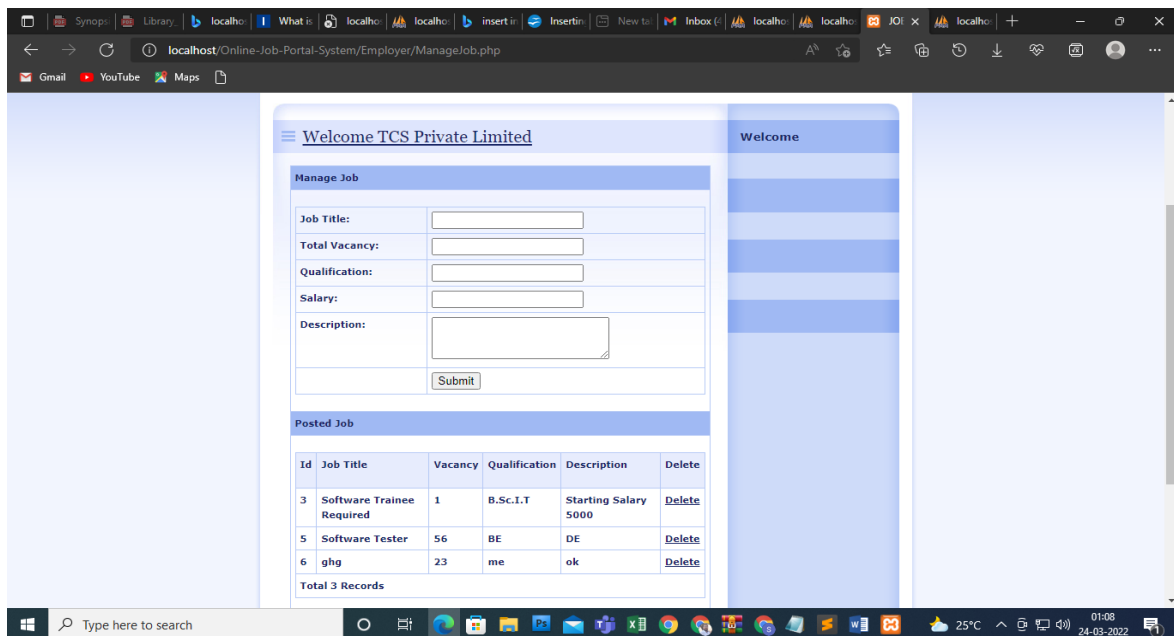 Synops
Library_
localho
What is
localho
localho
insert in
Insertin
New tal
Inbox (4
localho
localho
JOI
localho
localhost/Online-Job-Portal-System/Employer/ManageJob.php
Gmail
YouTube
Maps
Welcome TCS Private Limited
Welcome
Manage Job
Job Title:
Total Vacancy:
Qualification:
Salary:
Description:
Submit
Posted Job
Id Job Title Vacancy Qualification Description Delete
3 Software Trainee Required 1 B.Sc.I.T Starting Salary 5000 Delete
5 Software Tester 56 BE DE Delete
6 ghg 23 me ok Delete
Total 3 Records
Type here to search
25°C
01:08
24-03-2022